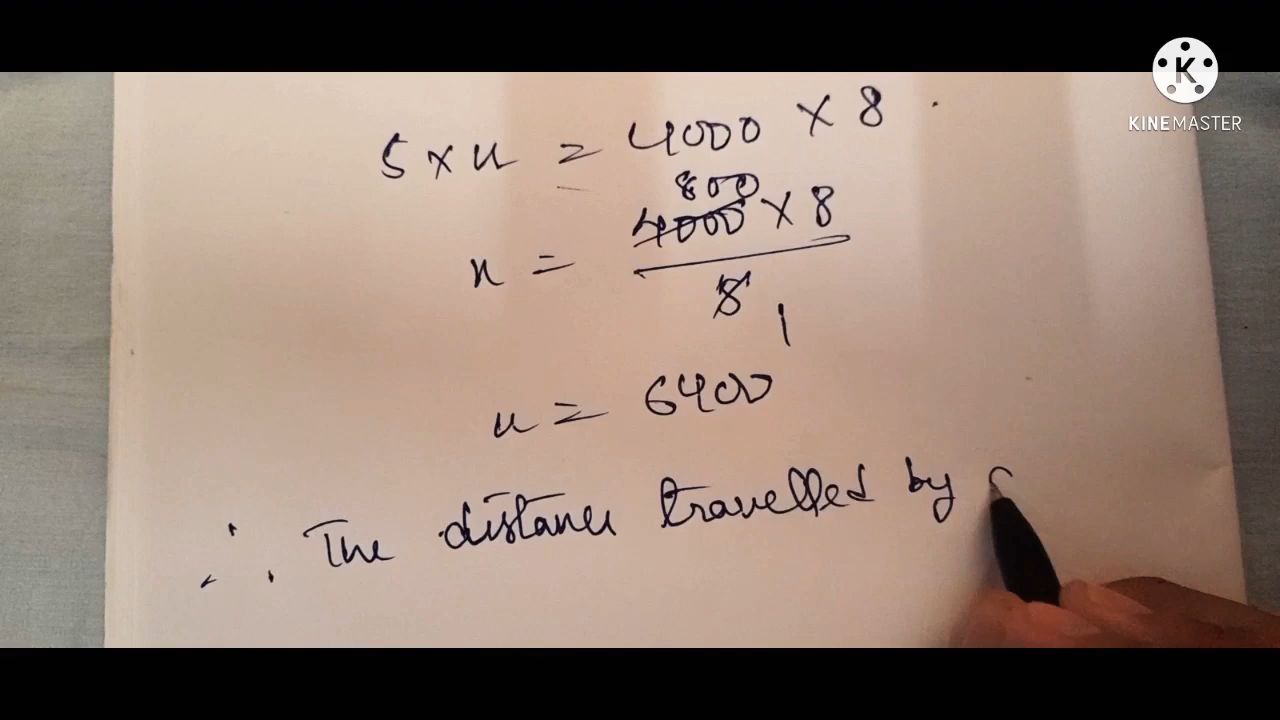 K
KINEMASTER
5 × x = 4000 × 8
800
x = 4000 × 8
5 1
x = 6400
∴ The distance travelled by